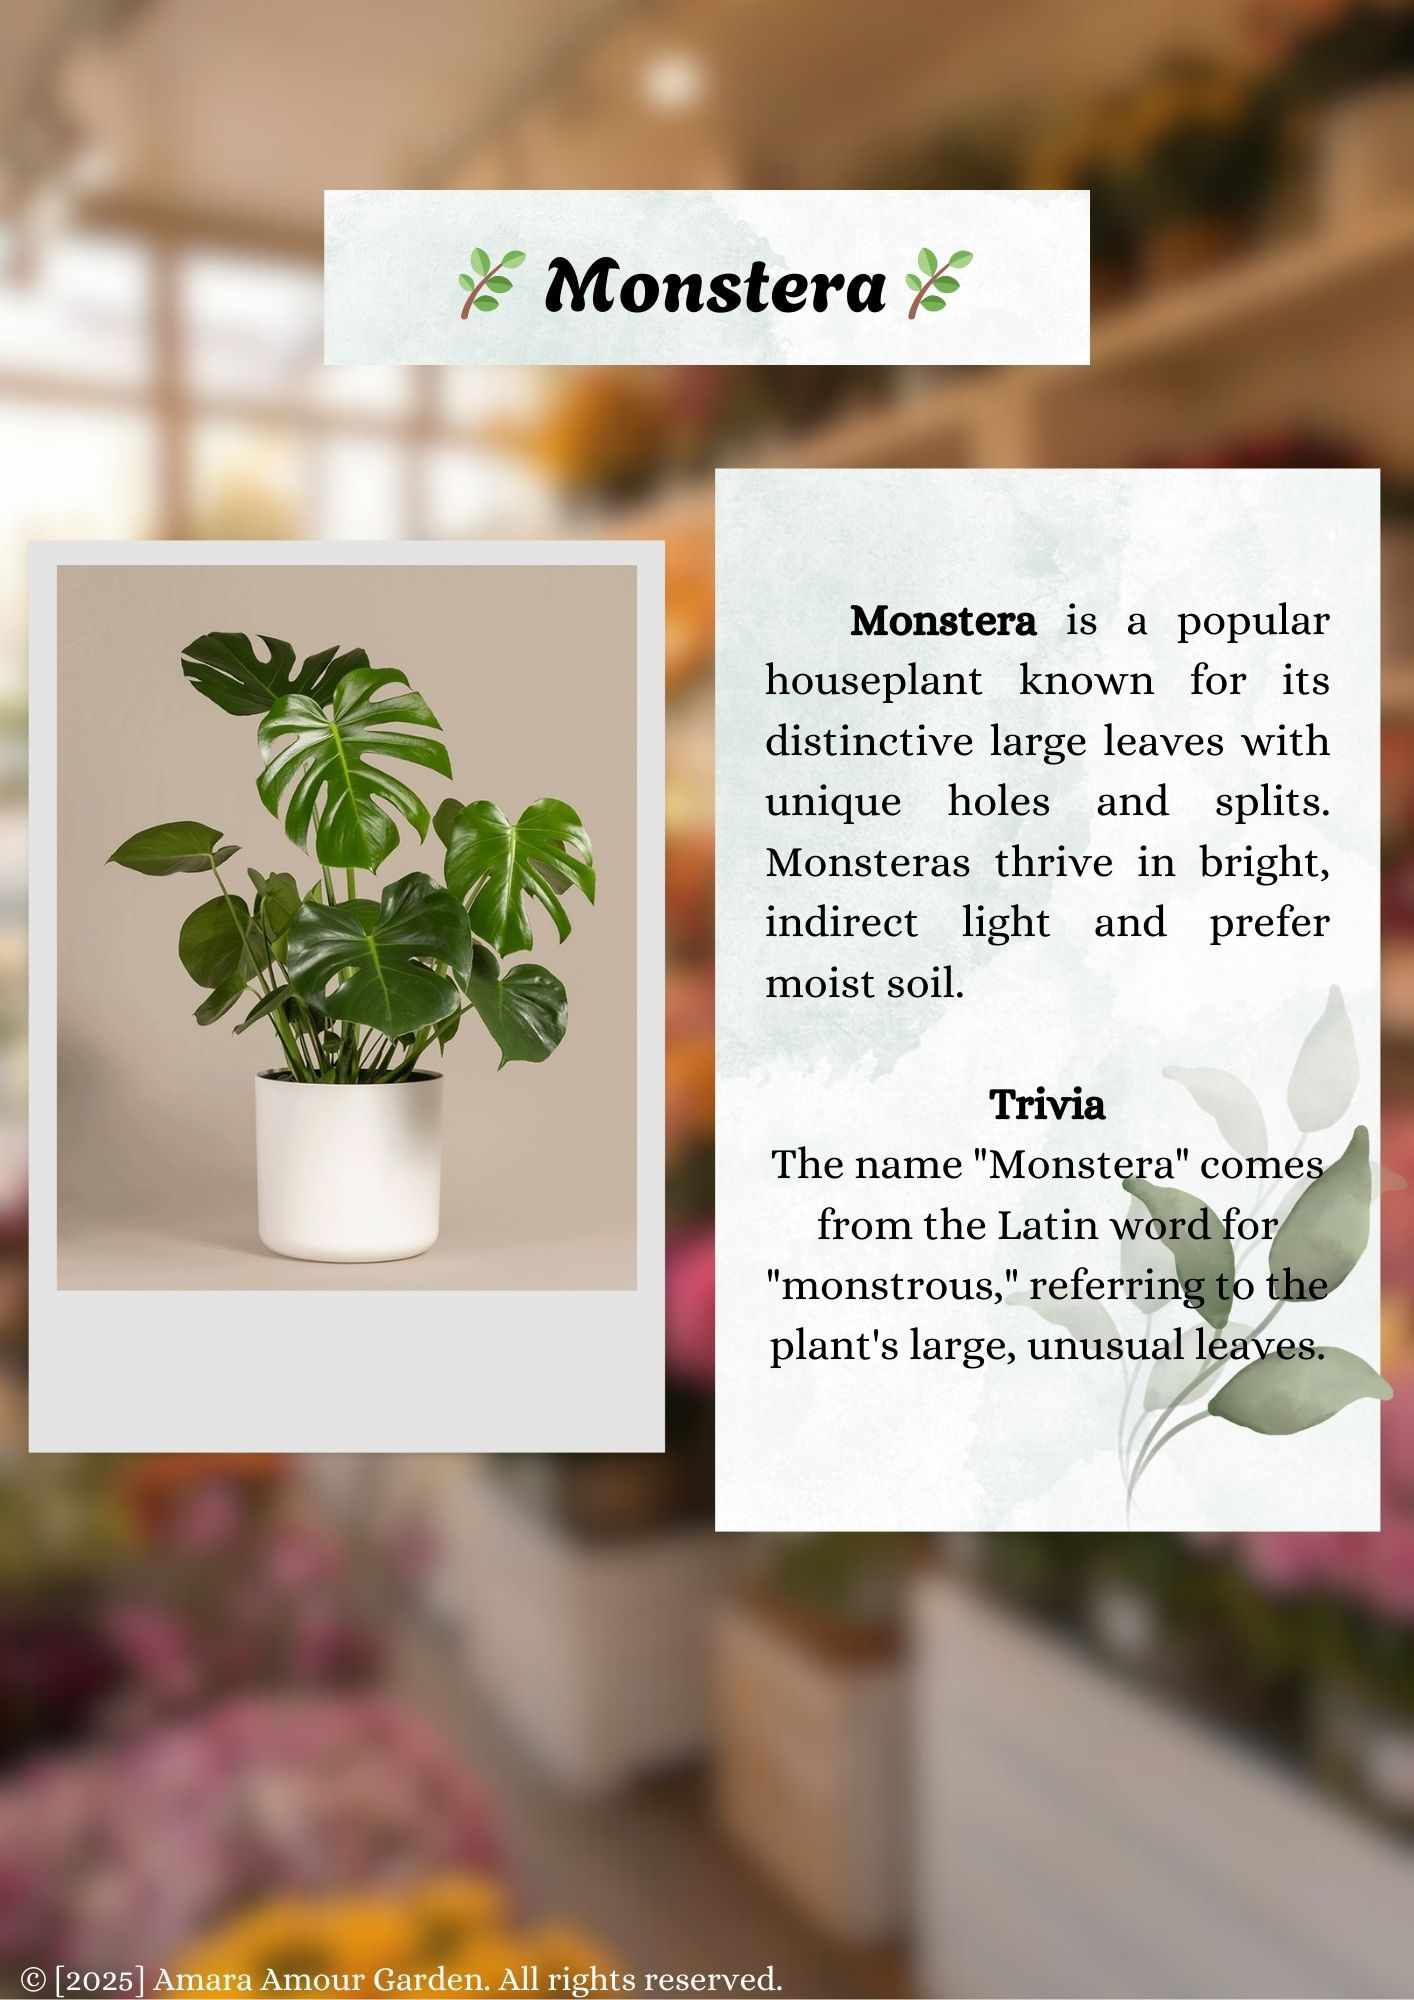 Monstera
Monstera is a popular
houseplant known for its
distinctive large leaves with
unique holes and splits.
Monsteras thrive in bright,
indirect light and prefer
moist soil.
Trivia
The name "Monstera" comes
from the Latin word for
"monstrous," referring to the
plant's large, unusual leaves.
© [2025] Amara Amour Garden. All rights reserved.